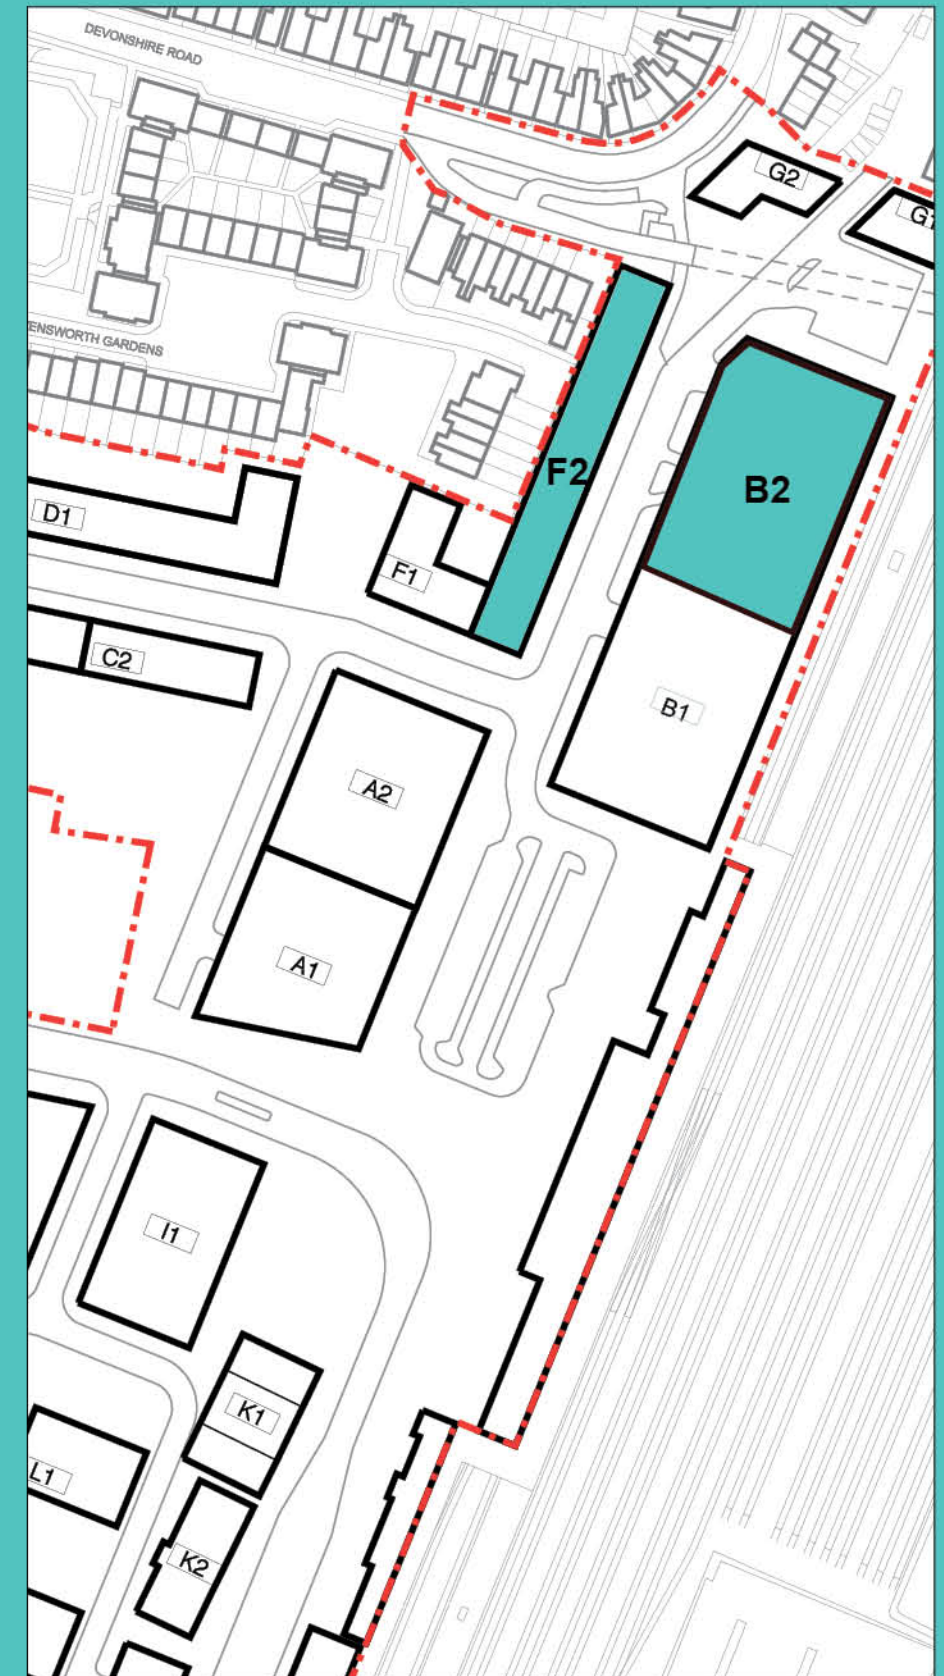 DEVONSHIRE ROAD
G2
G1
ENSWORTH GARDENS
F2
B2
D1
F1
C2
B1
A2
A1
I1
K1
L1
K2